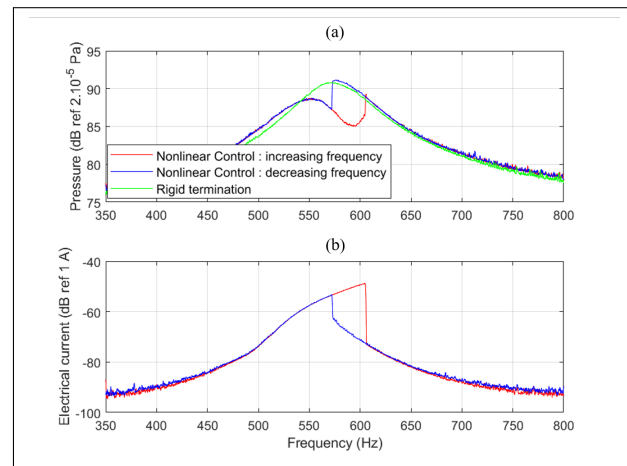 (a)
Pressure (dB ref 2.10^-5 Pa)
95
90
85
80
75
Nonlinear Control : increasing frequency
Nonlinear Control : decreasing frequency
Rigid termination
350 400 450 500 550 600 650 700 750 800
(b)
Electrical current (dB ref 1 A)
-40
-60
-80
-100
350 400 450 500 550 600 650 700 750 800
Frequency (Hz)